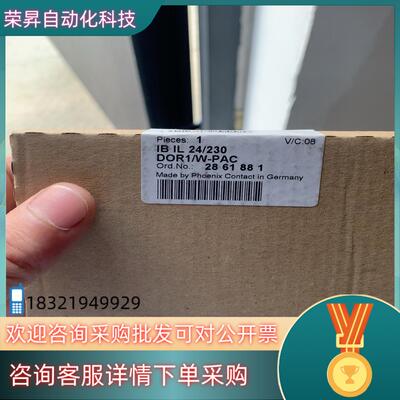 荣昇自动化科技
Pieces: 1 V/C:08
IB IL 24/230
DOR1/W-PAC
Ord.No.: 28 61 88 1
Made by Phoenix Contact in Germany
18321949929
欢迎咨询采购批发可对公开票
咨询客服详情下单采购